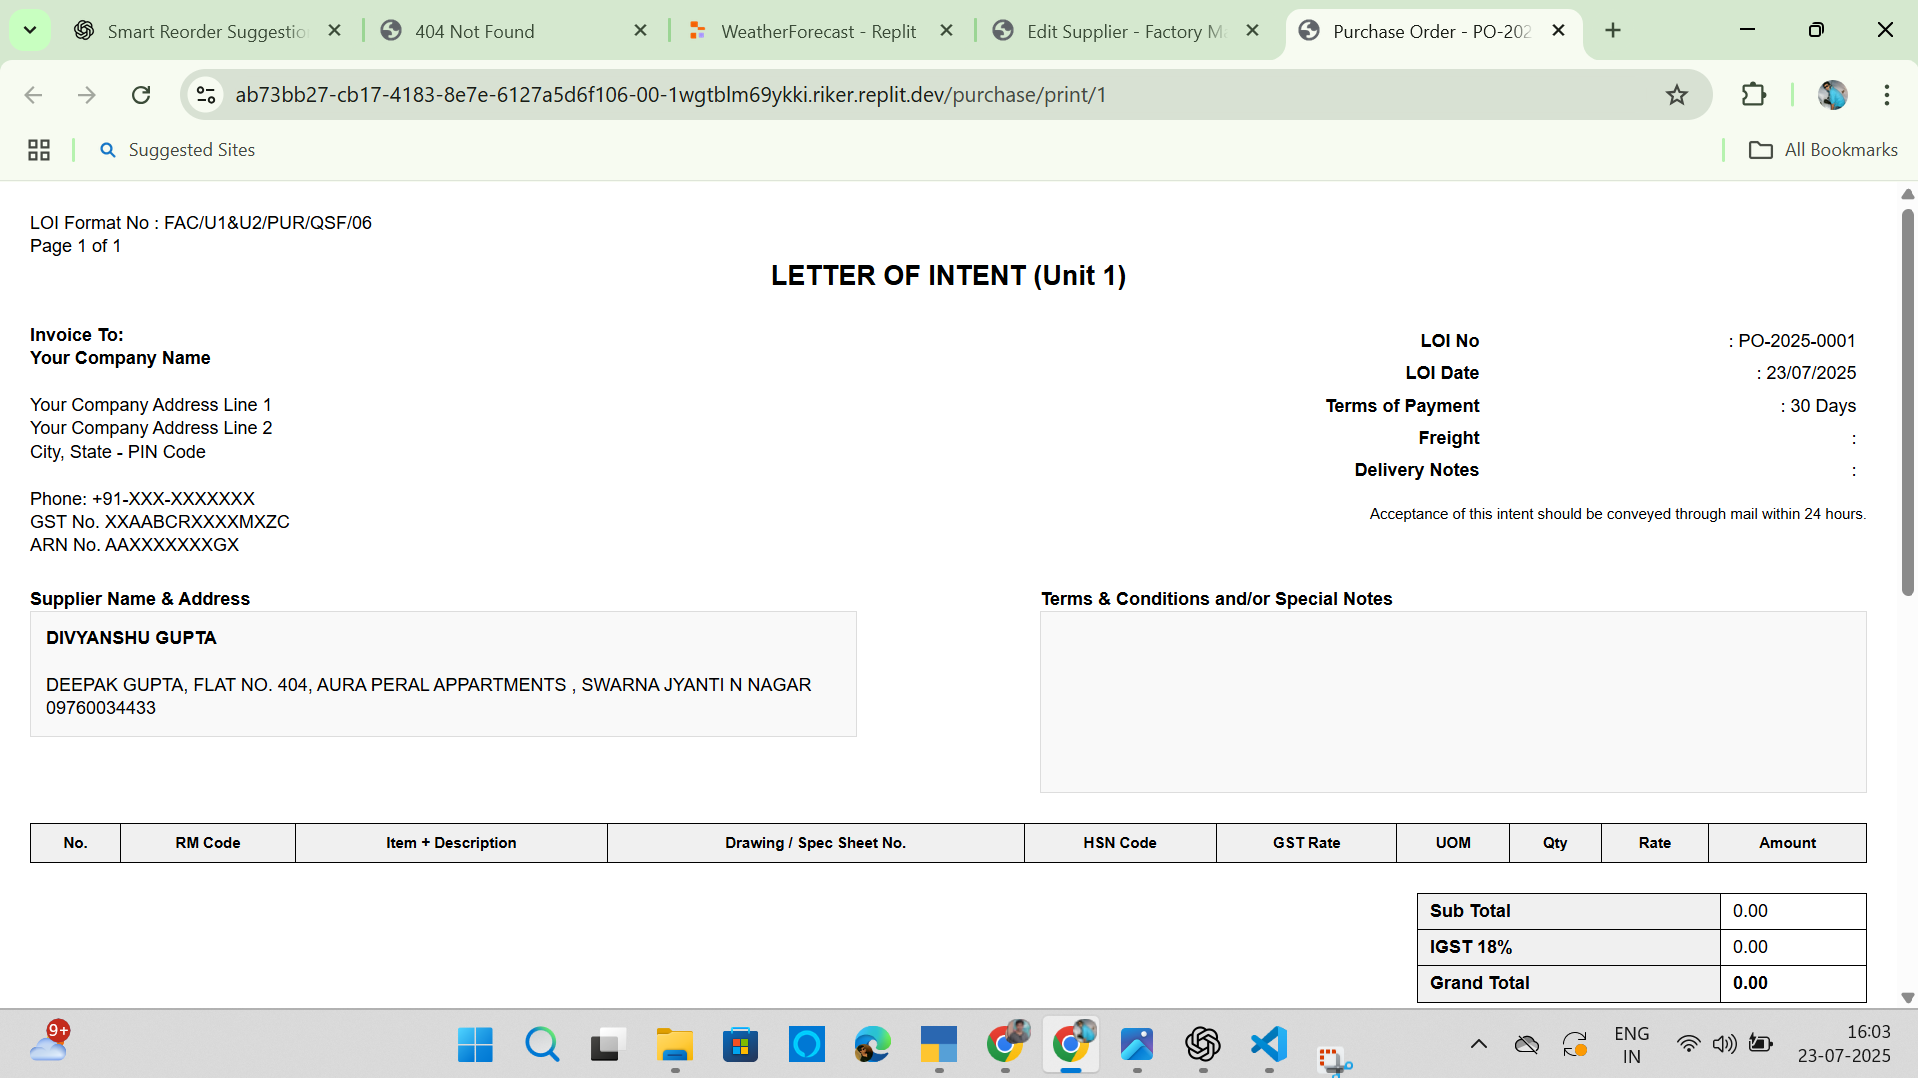 Smart Reorder Suggestio
404 Not Found
WeatherForecast - Replit
Edit Supplier - Factory Ma
Purchase Order - PO-202
ab73bb27-cb17-4183-8e7e-6127a5d6f106-00-1wgtblm69ykki.riker.replit.dev/purchase/print/1
Suggested Sites
All Bookmarks
LOI Format No : FAC/U1&U2/PUR/QSF/06
Page 1 of 1
LETTER OF INTENT (Unit 1)
Invoice To:
Your Company Name
Your Company Address Line 1
Your Company Address Line 2
City, State - PIN Code
Phone: +91-XXX-XXXXXXX
GST No. XXAABCRXXXXMXZC
ARN No. AAXXXXXXXGX
LOI No : PO-2025-0001
LOI Date : 23/07/2025
Terms of Payment : 30 Days
Freight :
Delivery Notes :
Acceptance of this intent should be conveyed through mail within 24 hours.
Supplier Name & Address
DIVYANSHU GUPTA
DEEPAK GUPTA, FLAT NO. 404, AURA PERAL APPARTMENTS , SWARNA JYANTI N NAGAR
09760034433
Terms & Conditions and/or Special Notes
No. RM Code Item + Description Drawing / Spec Sheet No. HSN Code GST Rate UOM Qty Rate Amount
Sub Total 0.00
IGST 18% 0.00
Grand Total 0.00
9+
ENG
IN
16:03
23-07-2025